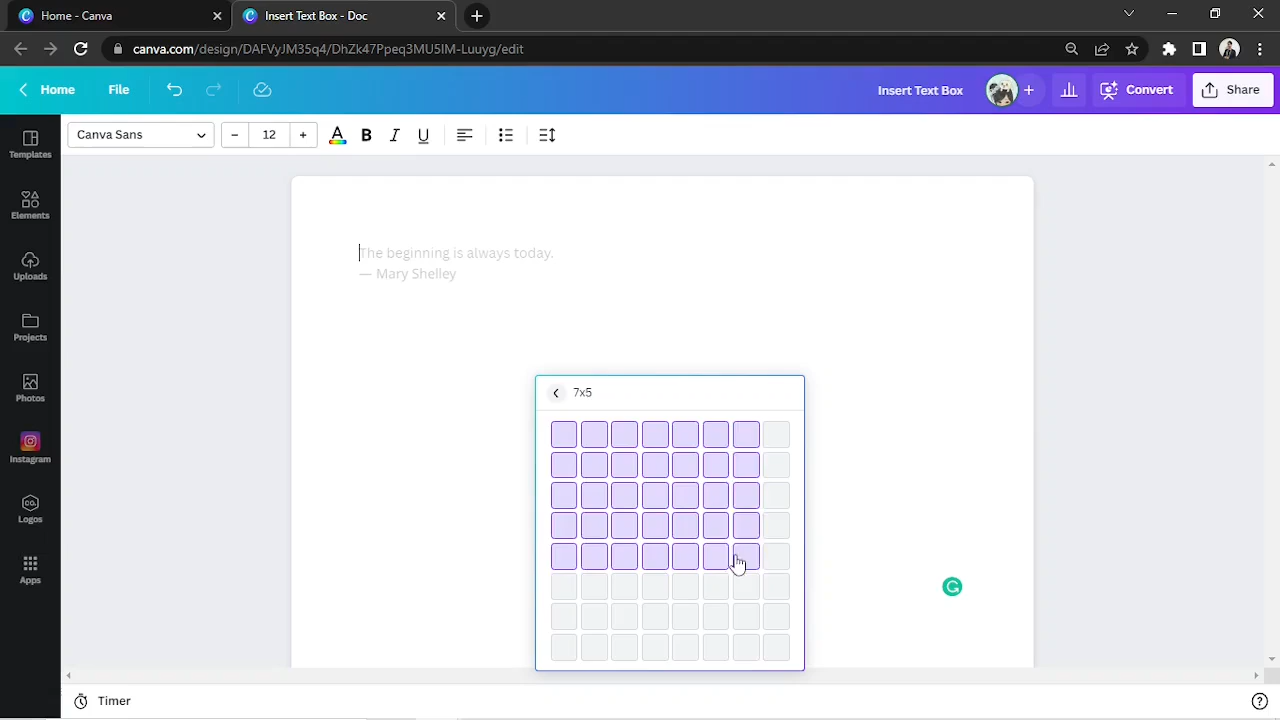 Home - Canva
Insert Text Box - Doc
canva.com/design/DAFVyJM35q4/DhZk47Ppeq3MU5IM-Luuyg/edit
Home File Insert Text Box Convert Share
Canva Sans – 12 + A B I U
Templates
Elements
Uploads
Projects
Photos
Instagram
CO.
Logos
Apps
The beginning is always today.
— Mary Shelley
7x5
Timer